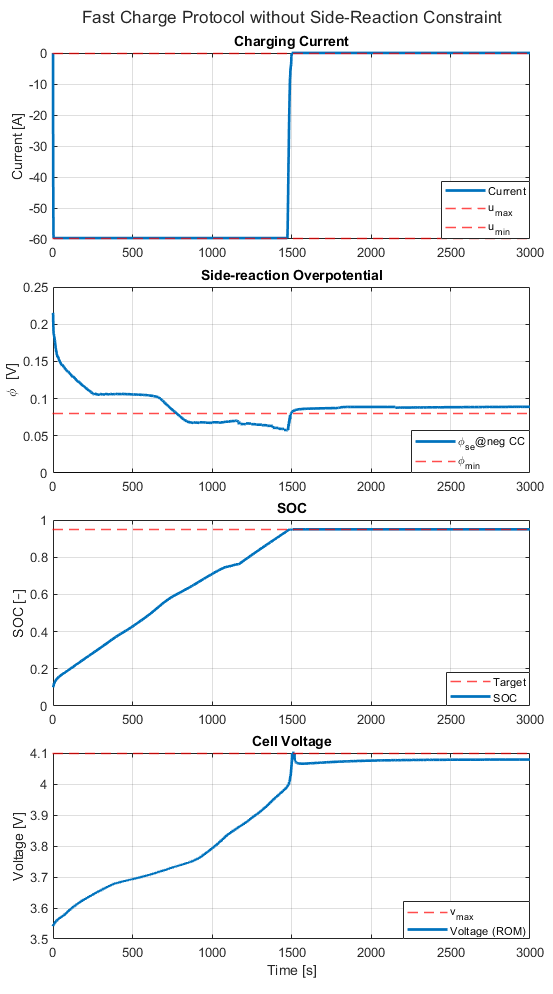 Fast Charge Protocol without Side-Reaction Constraint
Charging Current
0
-10
-20
-30
-40
-50
-60
Current [A]
Current
u_max
u_min
0 500 1000 1500 2000 2500 3000
Side-reaction Overpotential
0.25
0.2
0.15
0.1
0.05
0
ϕ [V]
ϕ_se@neg CC
ϕ_min
0 500 1000 1500 2000 2500 3000
SOC
1
0.8
0.6
0.4
0.2
0
SOC [-]
Target
SOC
0 500 1000 1500 2000 2500 3000
Cell Voltage
4.1
4
3.9
3.8
3.7
3.6
3.5
Voltage [V]
v_max
Voltage (ROM)
0 500 1000 1500 2000 2500 3000
Time [s]